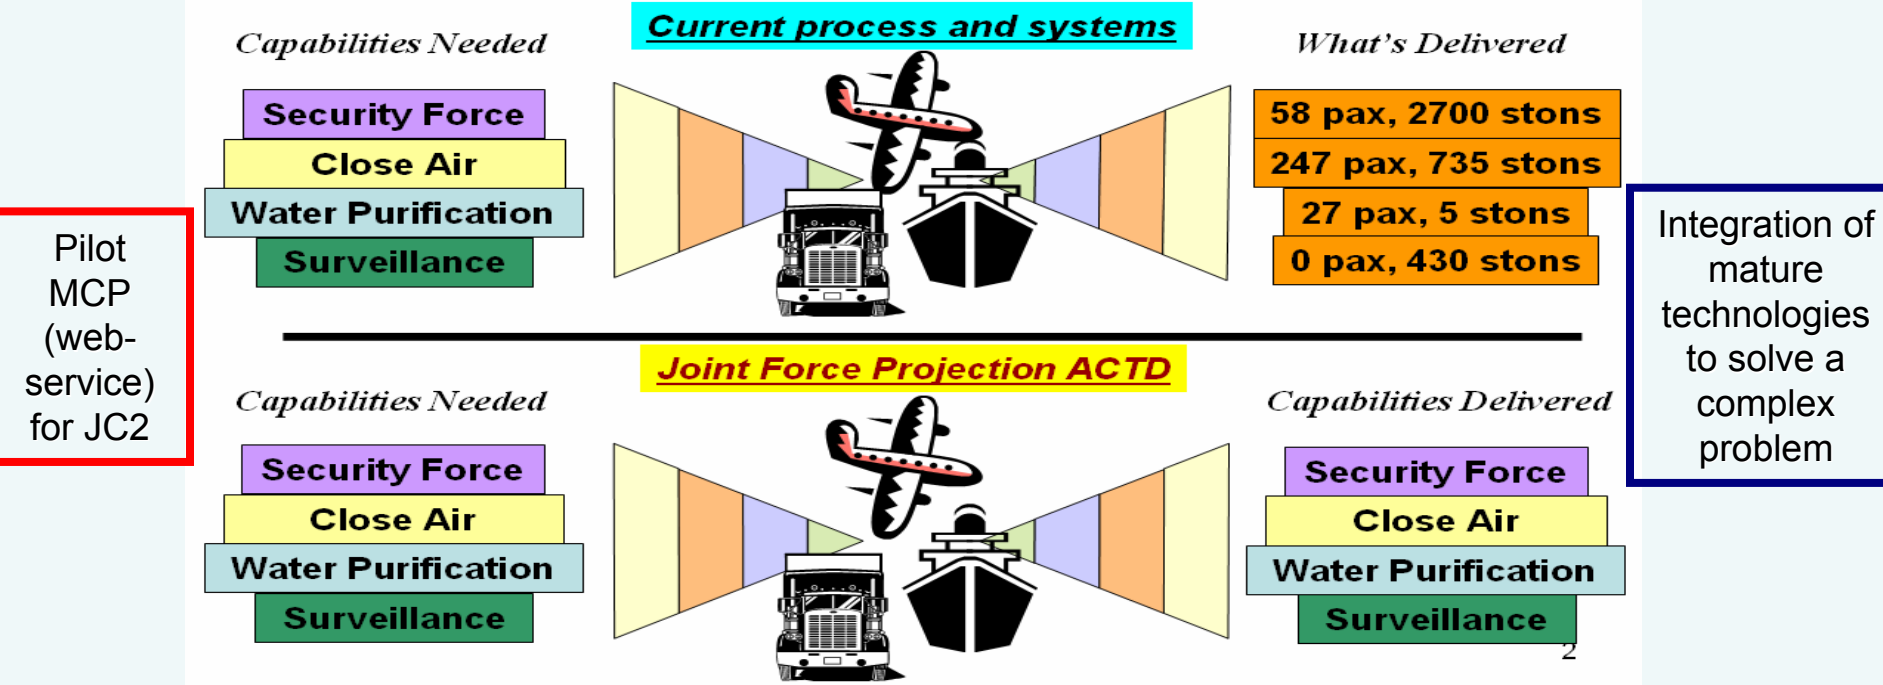 Current process and systems
Capabilities Needed
What's Delivered
Security Force
Close Air
Water Purification
Surveillance
58 pax, 2700 stons
247 pax, 735 stons
27 pax, 5 stons
0 pax, 430 stons
Pilot
MCP
(web-
service)
for JC2
Integration of
mature
technologies
to solve a
complex
problem
Joint Force Projection ACTD
Capabilities Needed
Capabilities Delivered
Security Force
Close Air
Water Purification
Surveillance
Security Force
Close Air
Water Purification
Surveillance
2